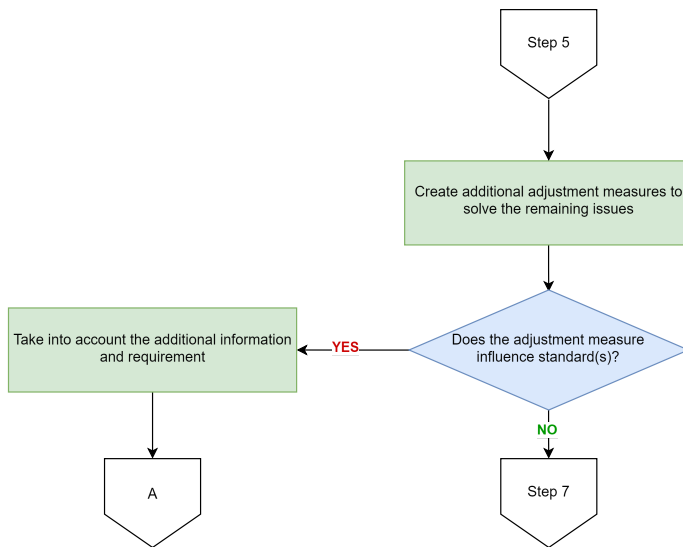 Step 5
Create additional adjustment measures to
solve the remaining issues
Does the adjustment measure
influence standard(s)?
YES
Take into account the additional information
and requirement
NO
A
Step 7